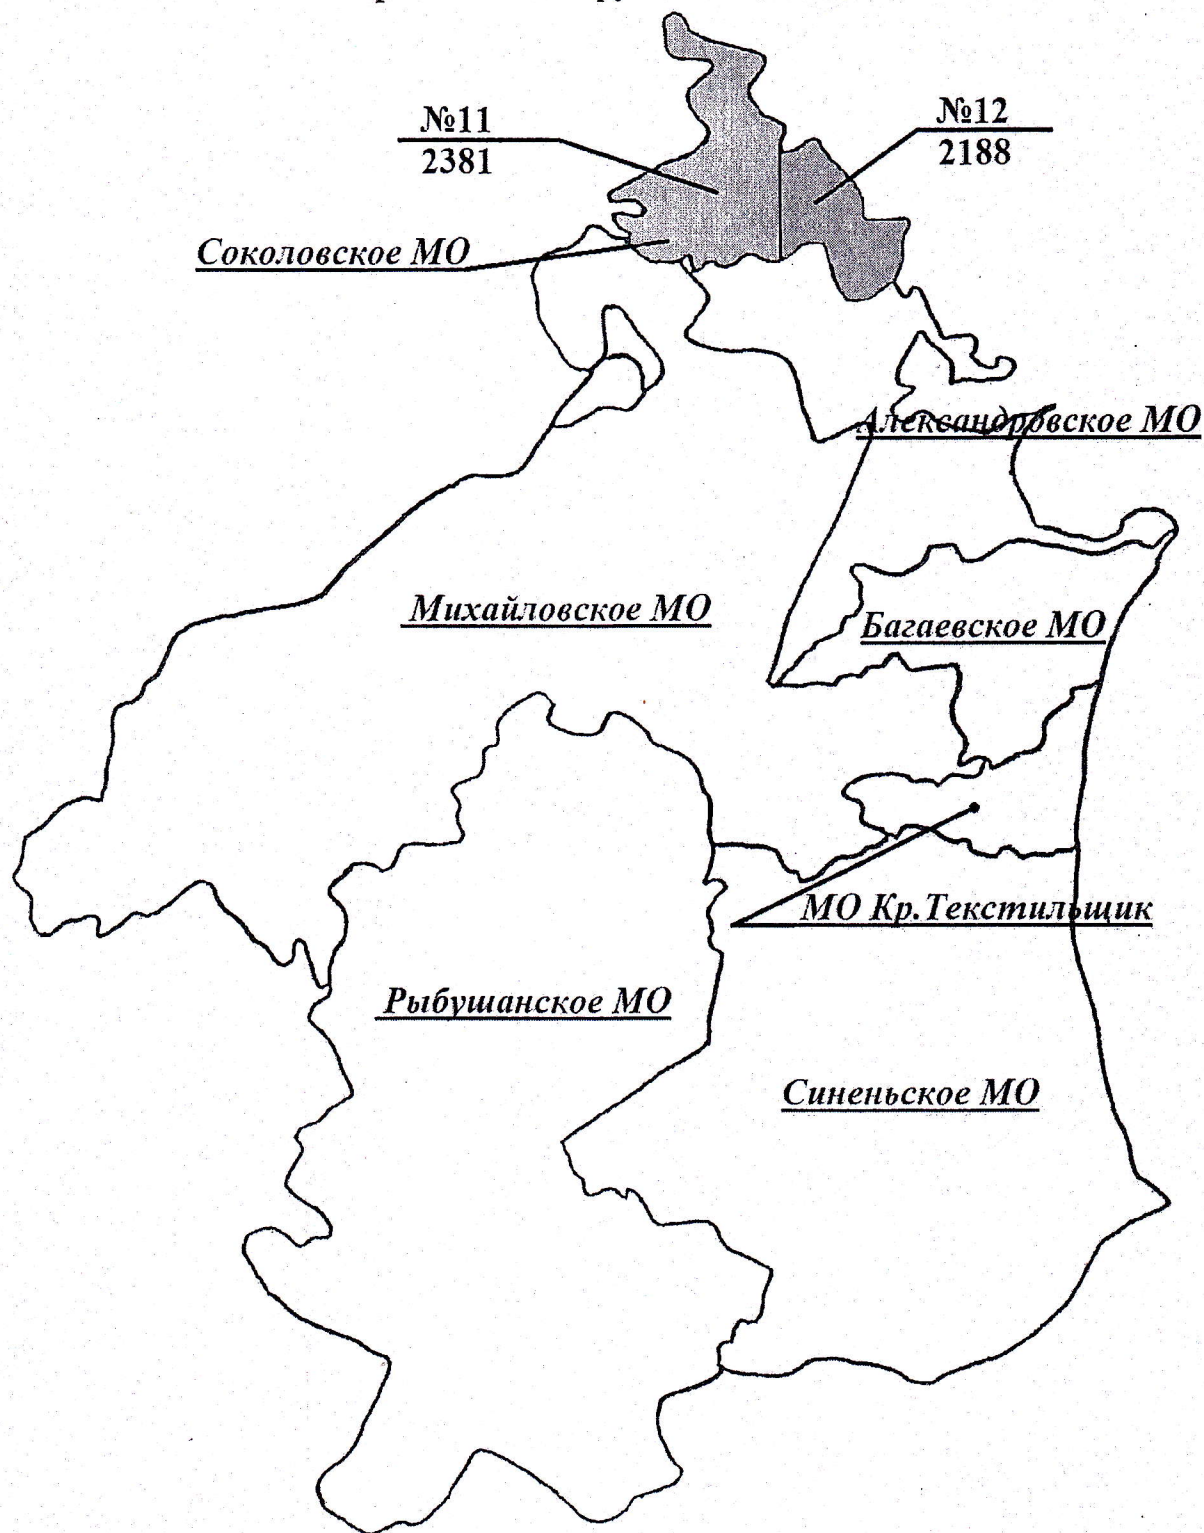 №11
2381
№12
2188
Соколовское МО
Александровское МО
Михайловское МО
Багаевское МО
МО Кр.Текстильщик
Рыбушанское МО
Синеньское МО